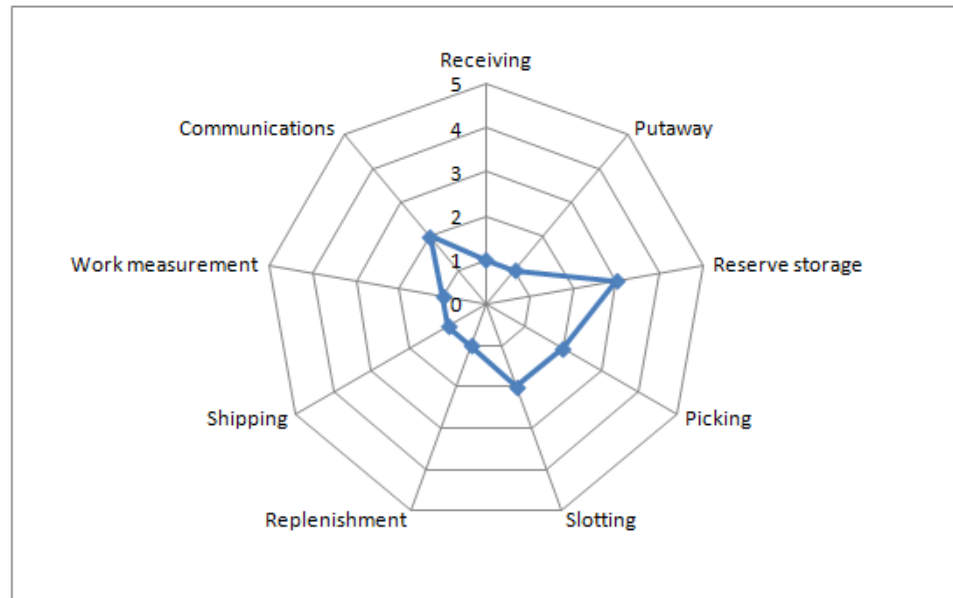 Receiving
5
Communications
Putaway
4
3
2
Work measurement
Reserve storage
1
0
Shipping
Picking
Replenishment
Slotting